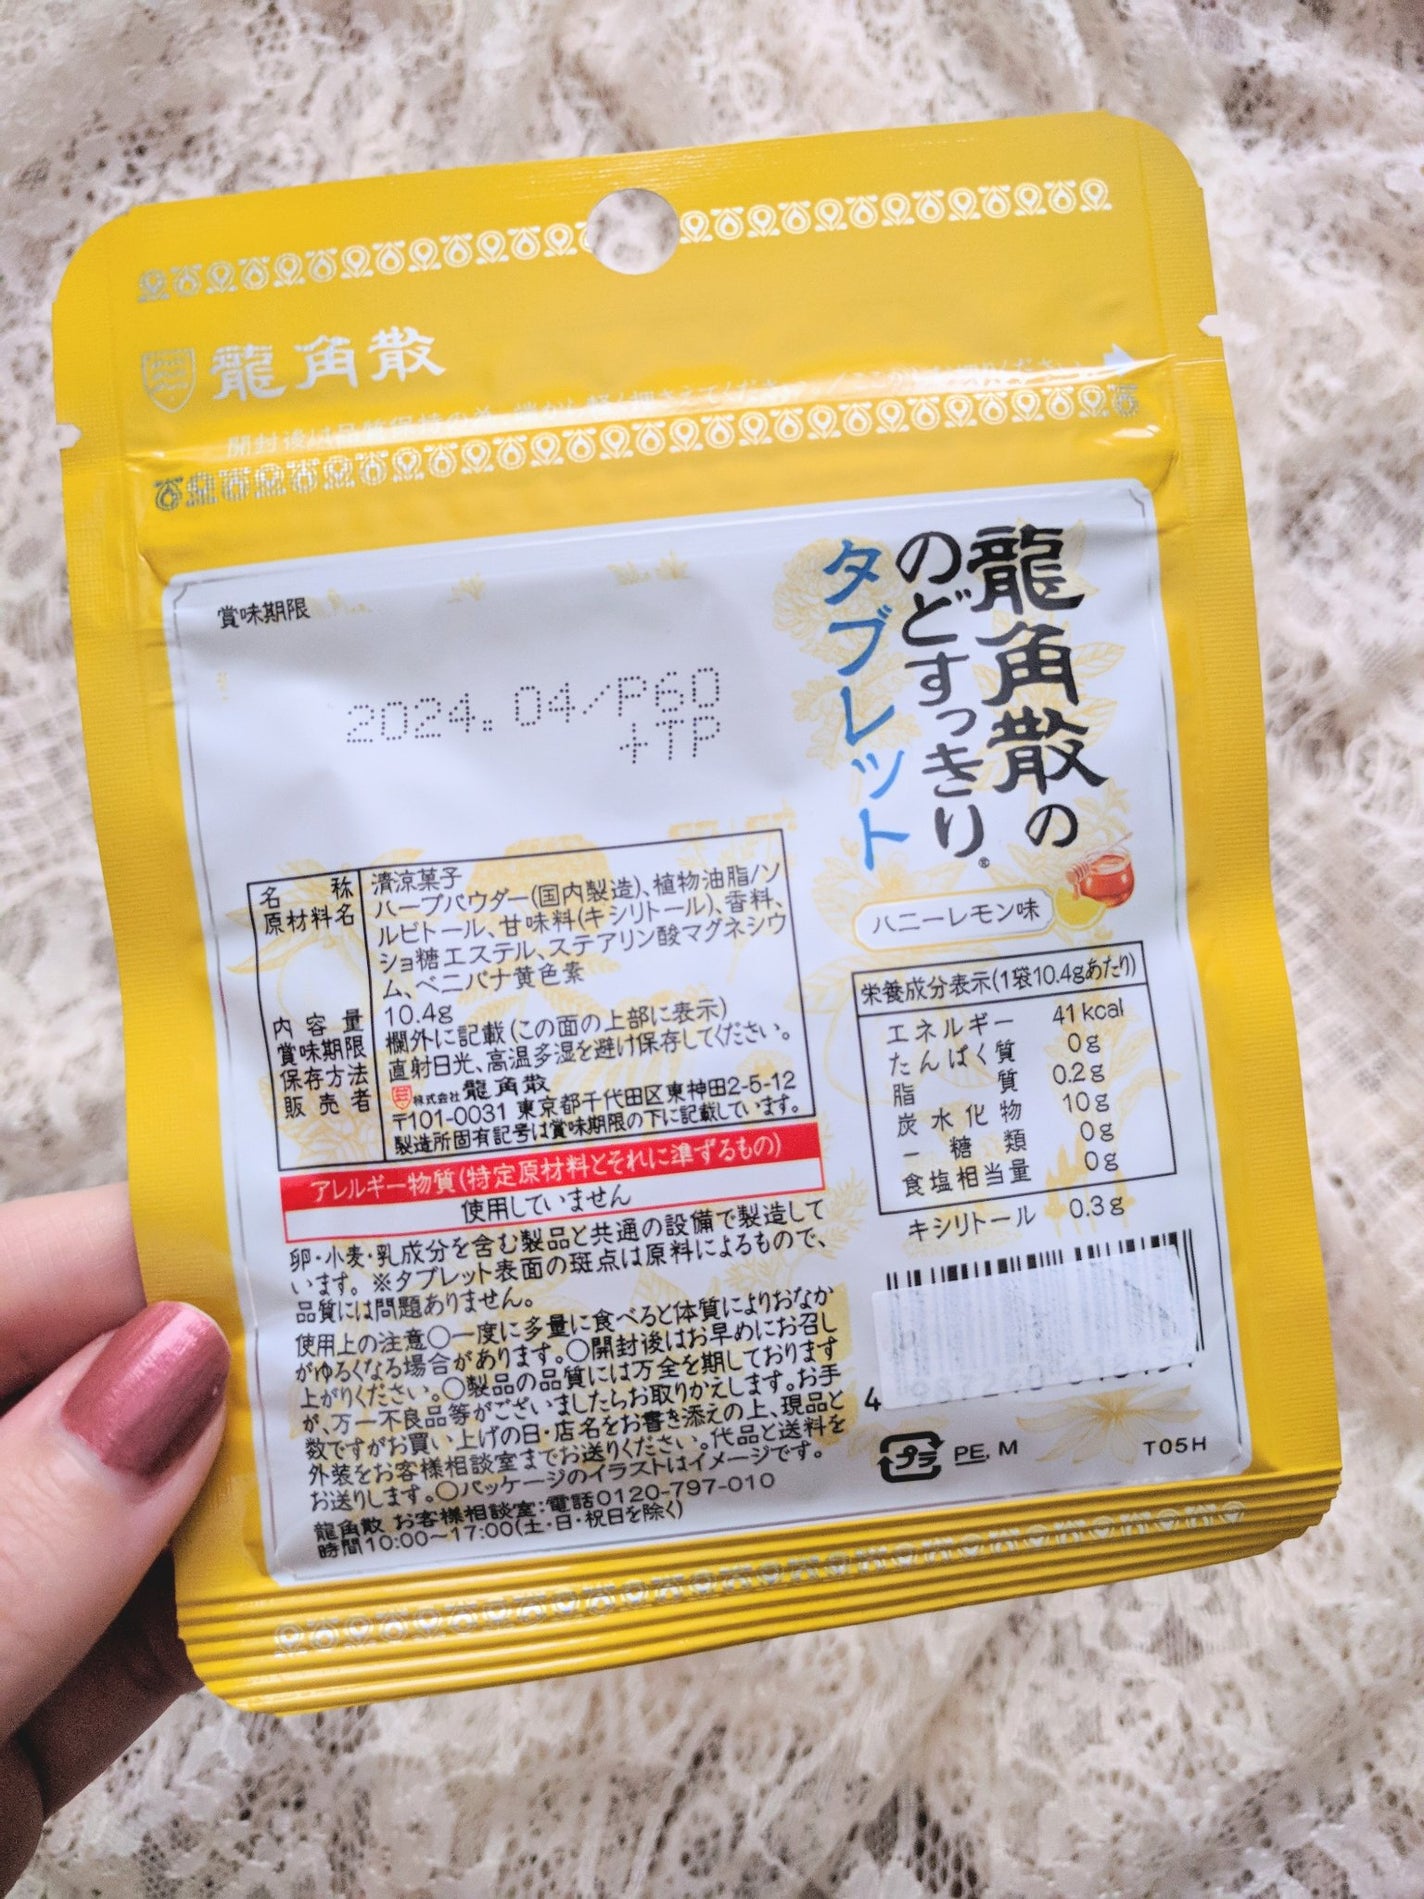 龍角散
開封後は品質保持の為、端から軽く押さえてください。
龍角散の
のどすっきり®
タブレット
ハニーレモン味
賞味期限
2024.04/P60
+TP
名称 清涼菓子
原材料名 ハーブパウダー(国内製造)、植物油脂/ソ
ルビトール、甘味料(キシリトール)、香料、
ショ糖エステル、ステアリン酸マグネシウ
ム、ベニバナ黄色素
内容量 10.4g
賞味期限 欄外に記載(この面の上部に表示)
保存方法 直射日光、高温多湿を避け保存してください。
販売者 株式会社 龍角散
〒101-0031 東京都千代田区東神田2-5-12
製造所固有記号は賞味期限の下に記載しています。
アレルギー物質(特定原材料とそれに準ずるもの)
使用していません
卵・小麦・乳成分を含む製品と共通の設備で製造して
います。※タブレット表面の斑点は原料によるもので、
品質には問題ありません。
使用上の注意○一度に多量に食べると体質によりおなか
がゆるくなる場合があります。○開封後はお早めにお召し
上がりください。○製品の品質には万全を期しております
が、万一不良品等がございましたらお取りかえします。お手
数ですがお買い上げの日・店名をお書き添えの上、現品と
外装をお客様相談室までお送りください。代品と送料を
お送りします。○パッケージのイラストはイメージです。
龍角散 お客様相談室:電話0120-797-010
時間10:00〜17:00(土・日・祝日を除く)
栄養成分表示(1袋10.4gあたり)
エネルギー 41kcal
たんぱく質 0g
脂質 0.2g
炭水化物 10g
－糖類 0g
食塩相当量 0g
キシリトール 0.3g
4
プラ PE, M
T05H